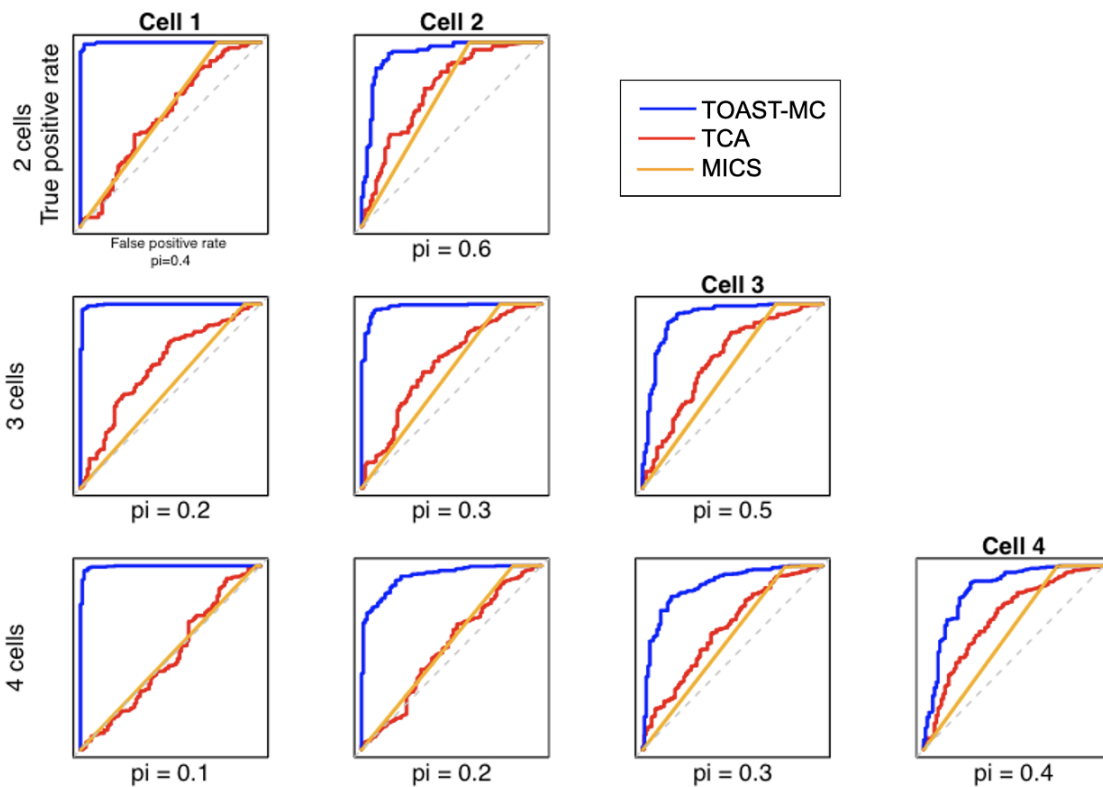 Cell 1
Cell 2
2 cells
True positive rate
TOAST-MC
TCA
MICS
False positive rate
pi=0.4
pi = 0.6
Cell 3
3 cells
pi = 0.2
pi = 0.3
pi = 0.5
Cell 4
4 cells
pi = 0.1
pi = 0.2
pi = 0.3
pi = 0.4